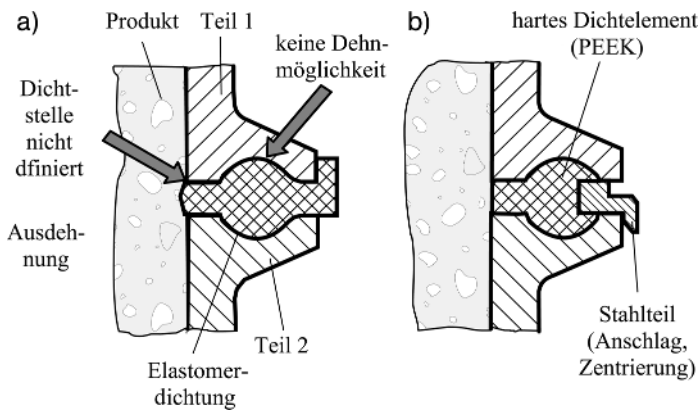 a)
Produkt
Teil 1
keine Dehn-
möglichkeit
Dicht-
stelle
nicht
dfiniert
Ausdeh-
nung
Elastomer-
dichtung
Teil 2
b)
hartes Dichtelement
(PEEK)
Stahlteil
(Anschlag,
Zentrierung)